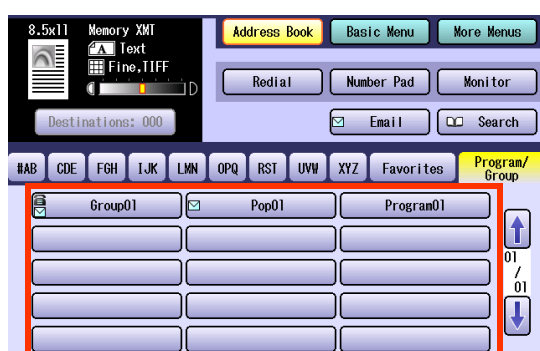 8.5x11 Memory XMT
Text
Fine,TIFF
D
Destinations: 000
Address Book Basic Menu More Menus
Redial Number Pad Monitor
Email Search
#AB CDE FGH IJK LMN OPQ RST UVW XYZ Favorites Program/
Group
Group01 Pop01 Program01
01
/
01